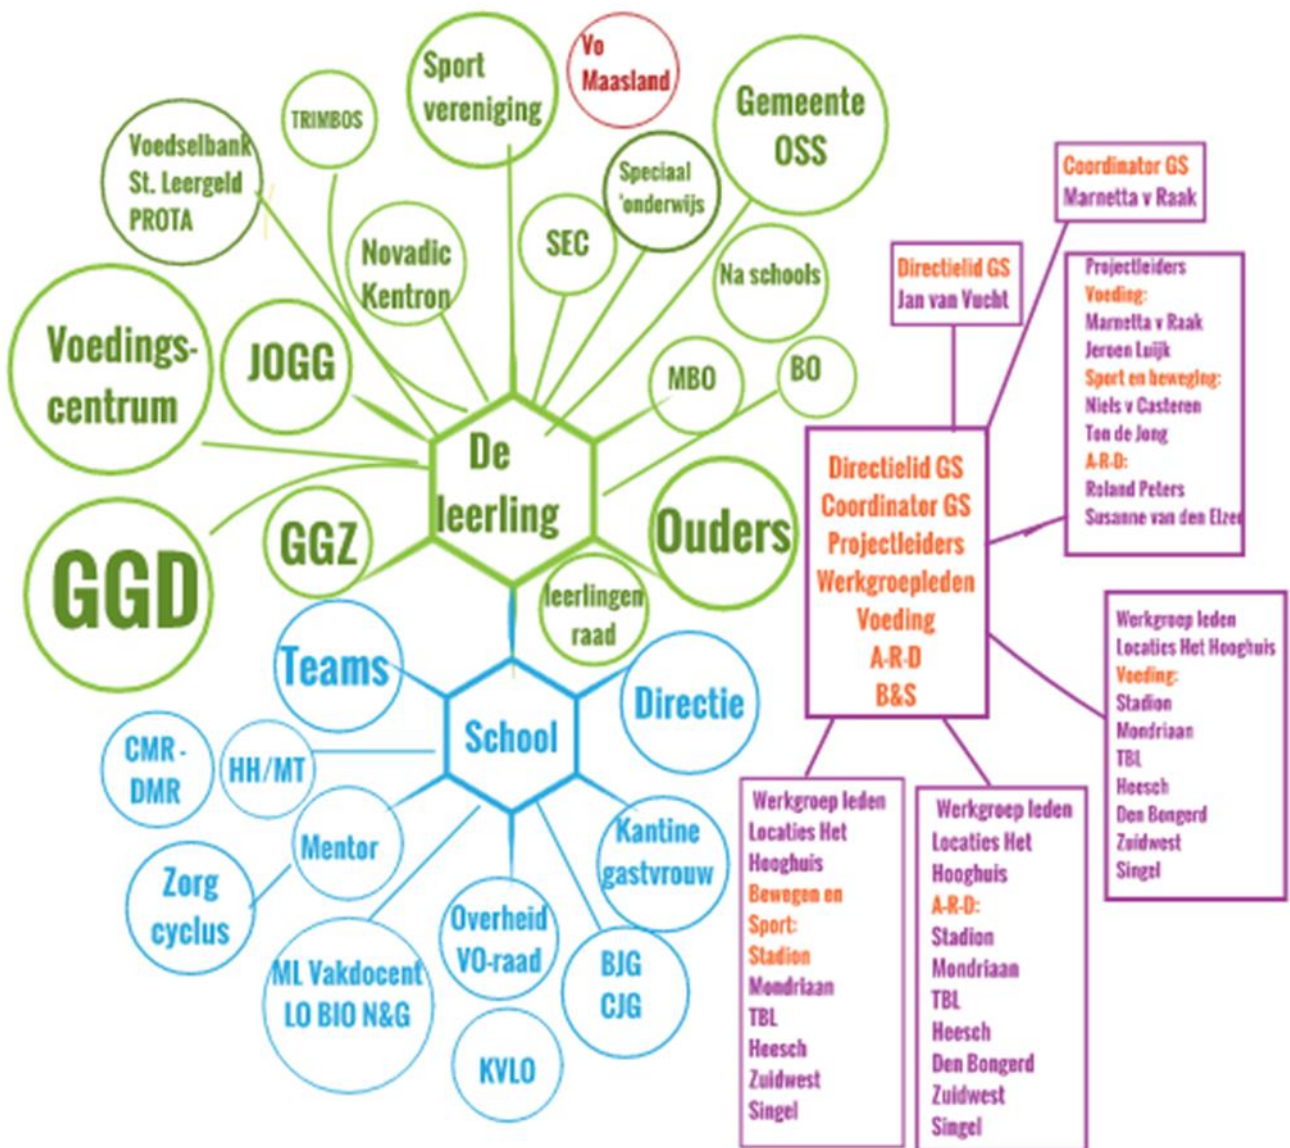 Sport
vereniging
Vo
Maasland
Gemeente
OSS
TRIMBOS
Voedselbank
St. Leergeld
PROTA
Speciaal
'onderwijs
SEC
Novadic
Kentron
Na schools
Voedings-
centrum
JOGG
MBO
BO
De
leerling
GGD
GGZ
Ouders
leerlingen
raad
Teams
Directie
School
CMR -
DMR
HH/MT
Mentor
Kantine
gastvrouw
Zorg
cyclus
Overheid
VO-raad
ML Vakdocent
LO BIO N&G
BJG
CJG
KVLO
Coordinator GS
Marnetta v Raak
Directielid GS
Jan van Vucht
Projectleiders
Voeding:
Marnetta v Raak
Jeroen Luijk
Sport en beweging:
Niels v Casteren
Ton de Jong
A-R-D:
Roland Peters
Susanne van den Elzen
Directielid GS
Coordinator GS
Projectleiders
Werkgroepleden
Voeding
A-R-D
B&S
Werkgroep leden
Locaties Het Hooghuis
Voeding:
Stadion
Mondriaan
TBL
Heesch
Den Bongerd
Zuidwest
Singel
Werkgroep leden
Locaties Het
Hooghuis
Bewegen en
Sport:
Stadion
Mondriaan
TBL
Heesch
Zuidwest
Singel
Werkgroep leden
Locaties Het
Hooghuis
A-R-D:
Stadion
Mondriaan
TBL
Heesch
Den Bongerd
Zuidwest
Singel